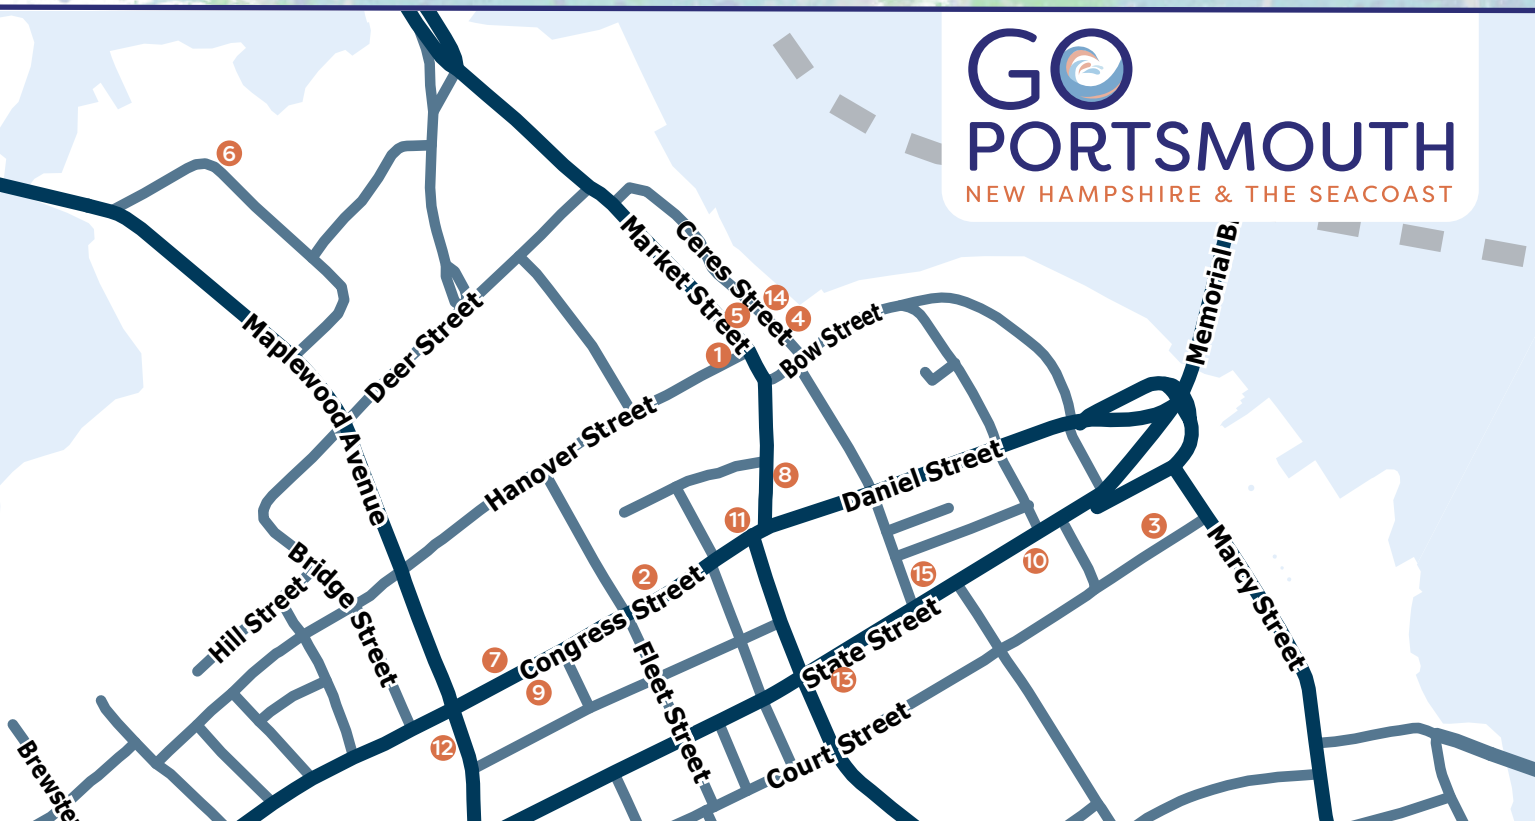 GO
PORTSMOUTH
NEW HAMPSHIRE & THE SEACOAST
6
Market Street
Ceres Street
14
5
4
1
Bow Street
Memorial
Maplewood Avenue
Deer Street
Hanover Street
8
Daniel Street
11
3
10
15
2
Marcy Street
Bridge Street
Hill Street
Congress Street
7
9
Fleet Street
State Street
13
12
Court Street
Brewster